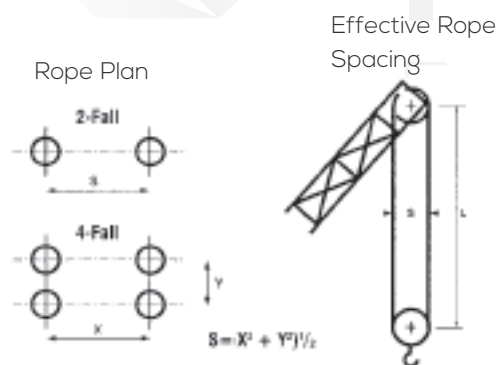 Effective Rope
Spacing
Rope Plan
2-Fall
S
4-Fall
Y
X
S
L
S=X² + Y²)¹/₂